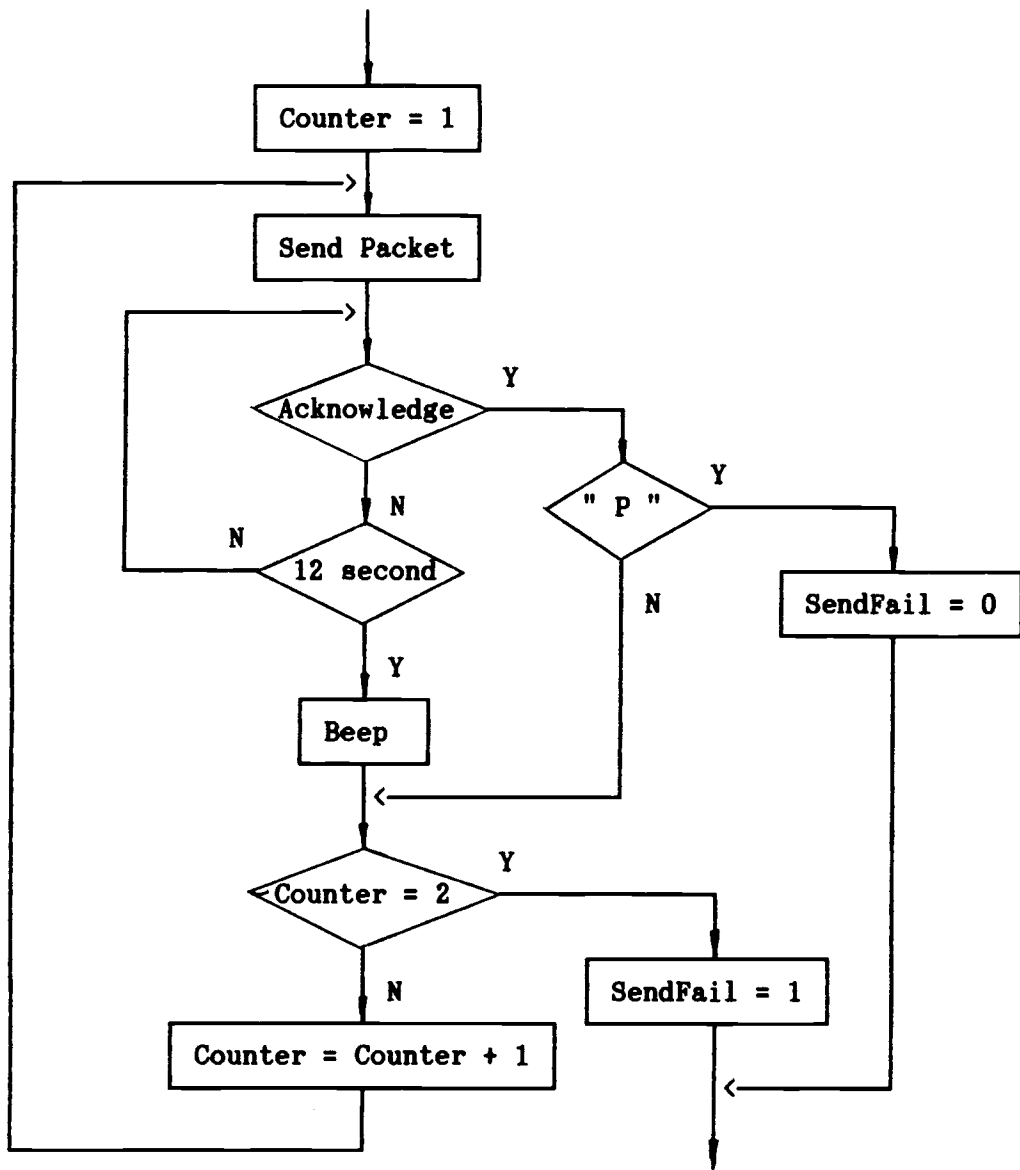 Counter = 1
Send Packet
Y
Acknowledge
Y
N
" P "
N
12 second
SendFail = 0
N
Y
Beep
Y
Counter = 2
N
SendFail = 1
Counter = Counter + 1